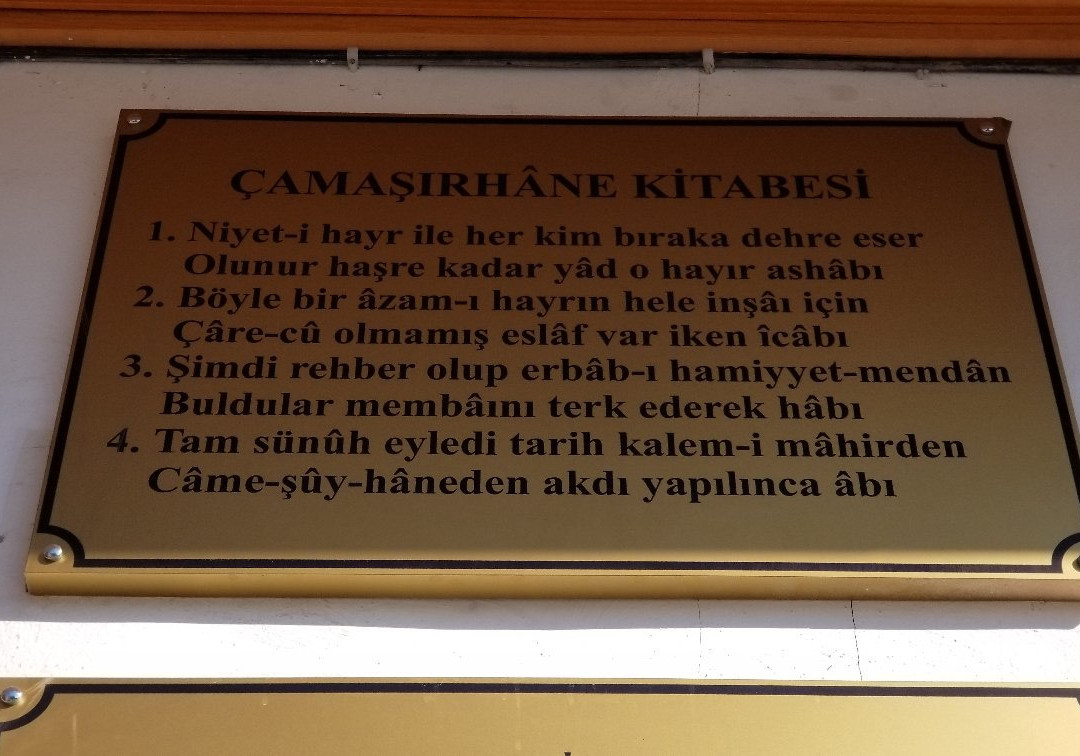 ÇAMAŞIRHÂNE KİTABESİ
1. Niyet-i hayr ile her kim bıraka dehre eser
Olunur haşre kadar yâd o hayır ashâbı
2. Böyle bir âzam-ı hayrın hele inşâı için
Çâre-cû olmamış eslâf var iken îcâbı
3. Şimdi rehber olup erbâb-ı hamiyyet-mendân
Buldular membâını terk ederek hâbı
4. Tam sünûh eyledi tarih kalem-i mâhirden
Câme-şûy-hâneden akdı yapılınca âbı